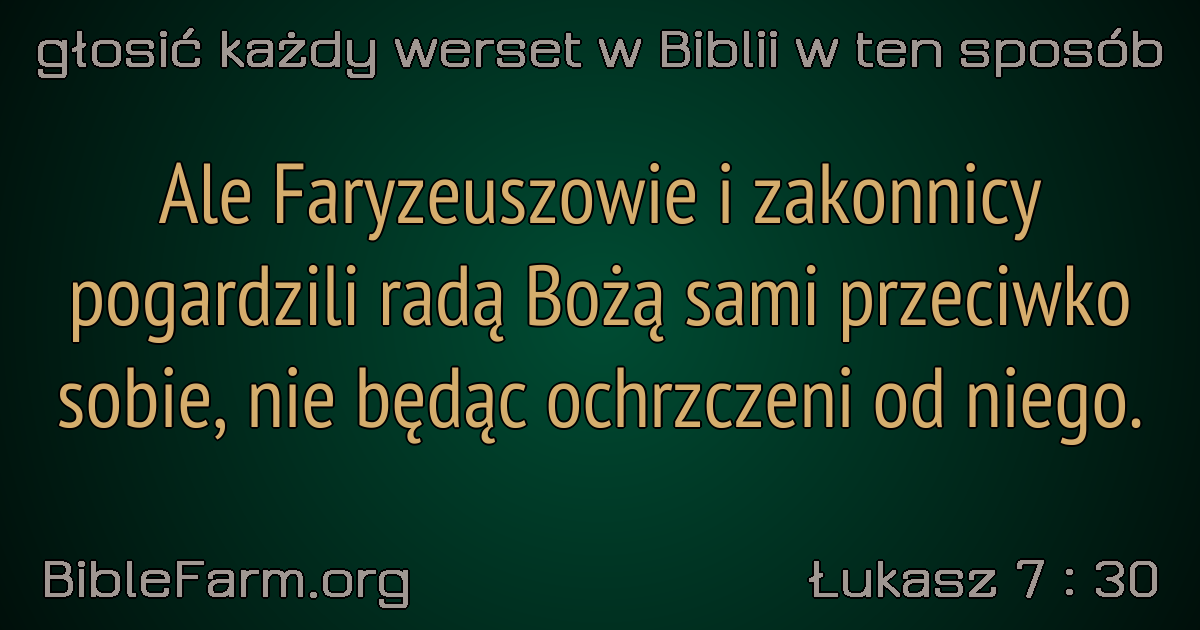 głosić każdy werset w Biblii w ten sposób
Ale Faryzeuszowie i zakonnicy
pogardzili radą Bożą sami przeciwko
sobie, nie będąc ochrzczeni od niego.
BibleFarm.org
Łukasz 7 : 30